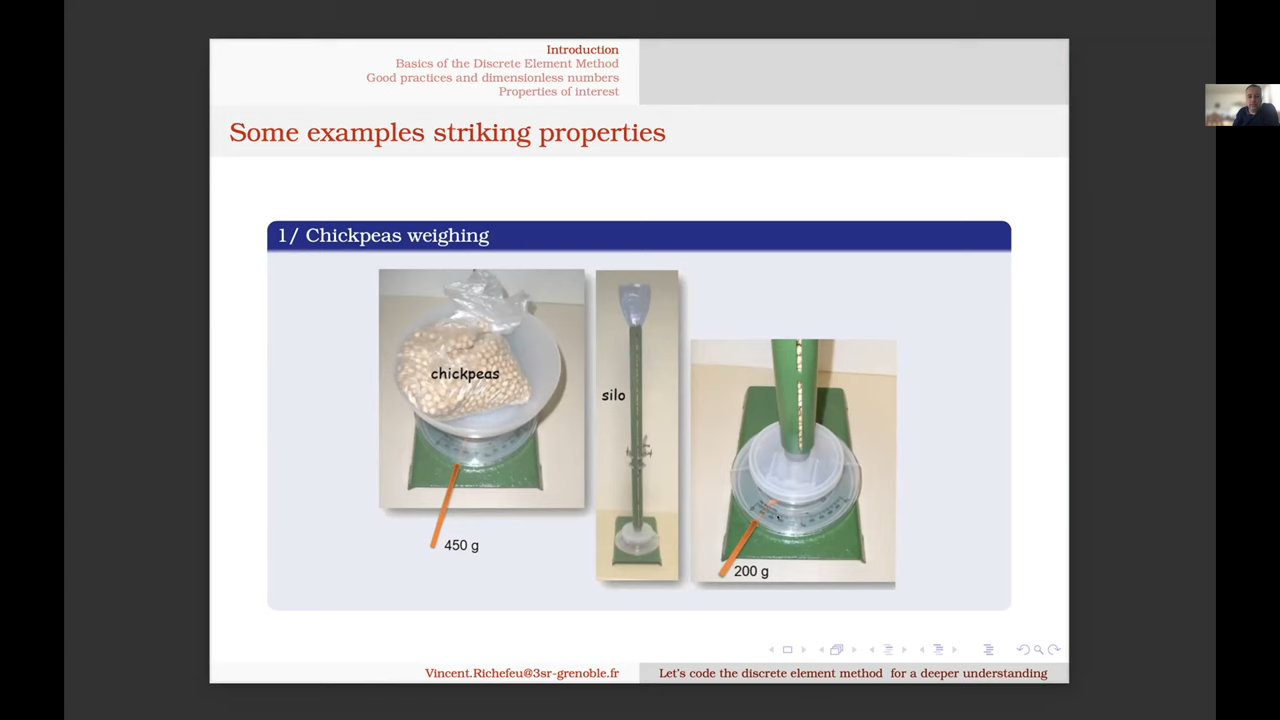 Introduction
Basics of the Discrete Element Method
Good practices and dimensionless numbers
Properties of interest
Some examples striking properties
1/ Chickpeas weighing
chickpeas
silo
450 g
200 g
Vincent.Richefeu@3sr-grenoble.fr
Let's code the discrete element method for a deeper understanding